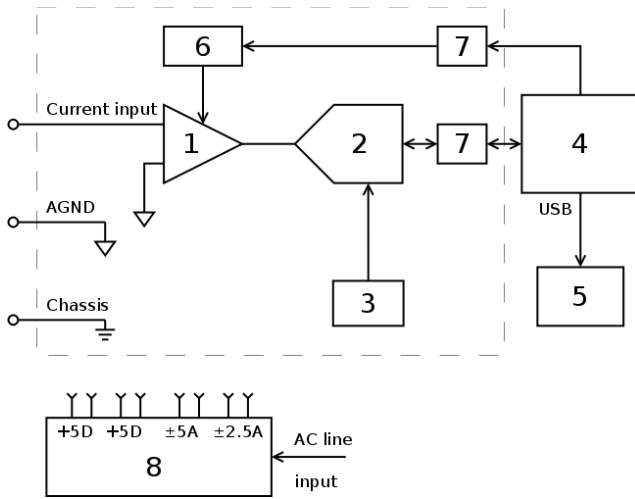 6
7
Current input
1
2
7
4
AGND
USB
3
5
Chassis
+5D +5D ±5A ±2.5A
8
AC line
input